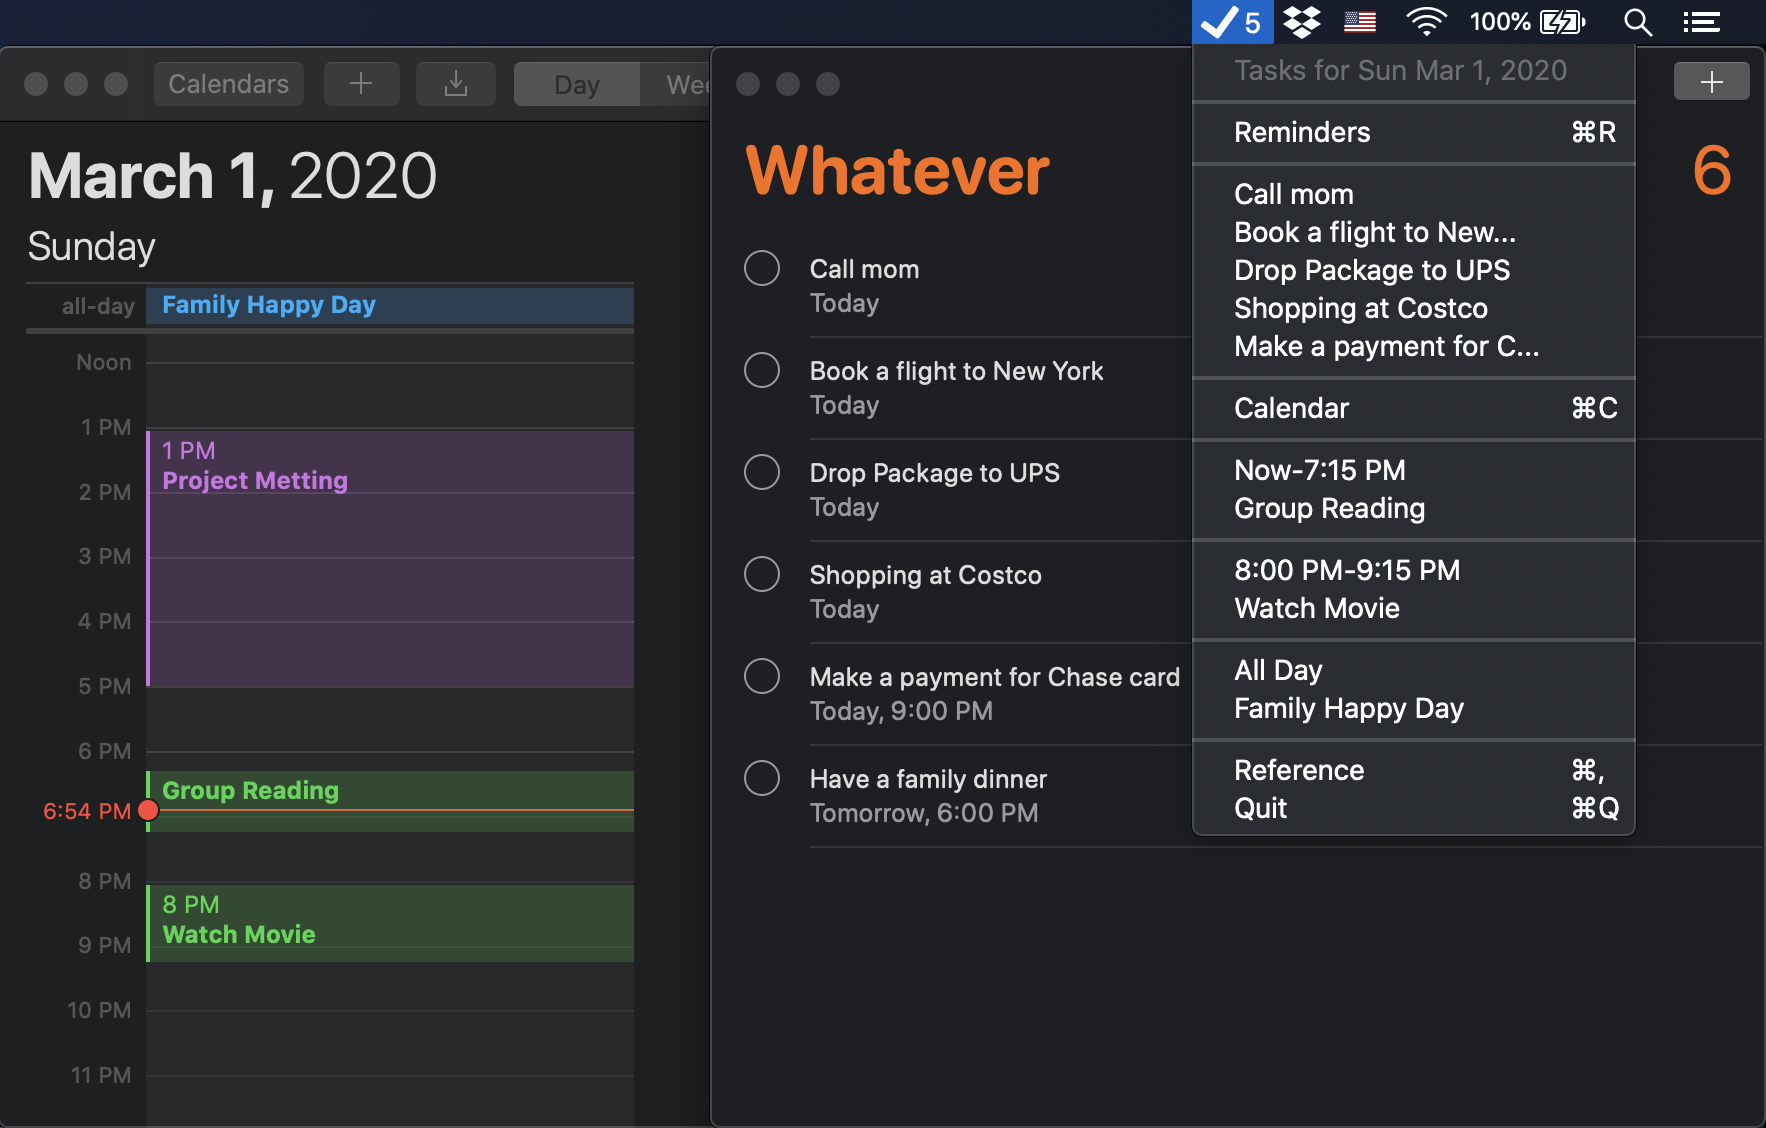 5
100%
Calendars
Day
Wee
March 1, 2020
Sunday
all-day
Family Happy Day
Noon
1 PM
1 PM
Project Metting
2 PM
3 PM
4 PM
5 PM
6 PM
Group Reading
6:54 PM
8 PM
8 PM
Watch Movie
9 PM
10 PM
11 PM
Whatever
6
Call mom
Today
Book a flight to New York
Today
Drop Package to UPS
Today
Shopping at Costco
Today
Make a payment for Chase card
Today, 9:00 PM
Have a family dinner
Tomorrow, 6:00 PM
Tasks for Sun Mar 1, 2020
Reminders ⌘R
Call mom
Book a flight to New...
Drop Package to UPS
Shopping at Costco
Make a payment for C...
Calendar ⌘C
Now-7:15 PM
Group Reading
8:00 PM-9:15 PM
Watch Movie
All Day
Family Happy Day
Reference ⌘,
Quit ⌘Q